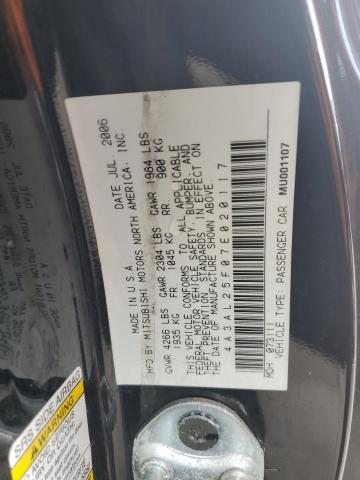 MADE IN U.S.A. DATE JUL. 2006
MFD BY MITSUBISHI MOTORS NORTH AMERICA, INC.
GVWR 4266 LBS GAWR 2304 LBS GAWR 1984 LBS
1935 KG FR. 1045 KG RR 900 KG
THIS VEHICLE CONFORMS TO ALL APPLICABLE
FEDERAL MOTOR VEHICLE SAFETY, BUMPER, AND
THEFT PREVENTION STANDARDS IN EFFECT ON
THE DATE OF MANUFACTURE SHOWN ABOVE.
4A3AL25F07E020117
MDH 073111 MU001107
VEHICLE TYPE: PASSENGER CAR
SRS SIDE AIRBAG